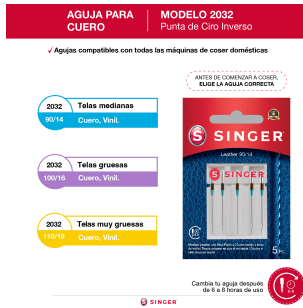 AGUJA PARA
CUERO
MODELO 2032
Punta de Ciro Inverso
Agujas compatibles con todas las máquinas de coser domésticas
ANTES DE COMENZAR A COSER,
ELIGE LA AGUJA CORRECTA
2032
Telas medianas
90/14
Cuero, Vinil.
2032
Telas gruesas
100/16
Cuero, Vinil.
2032
Telas muy gruesas
110/18
Cuero, Vinil.
S SINGER
Leather 90/14
SINGER
5 pc
Cambia tu aguja después
de 6 a 8 horas de uso
SINGER